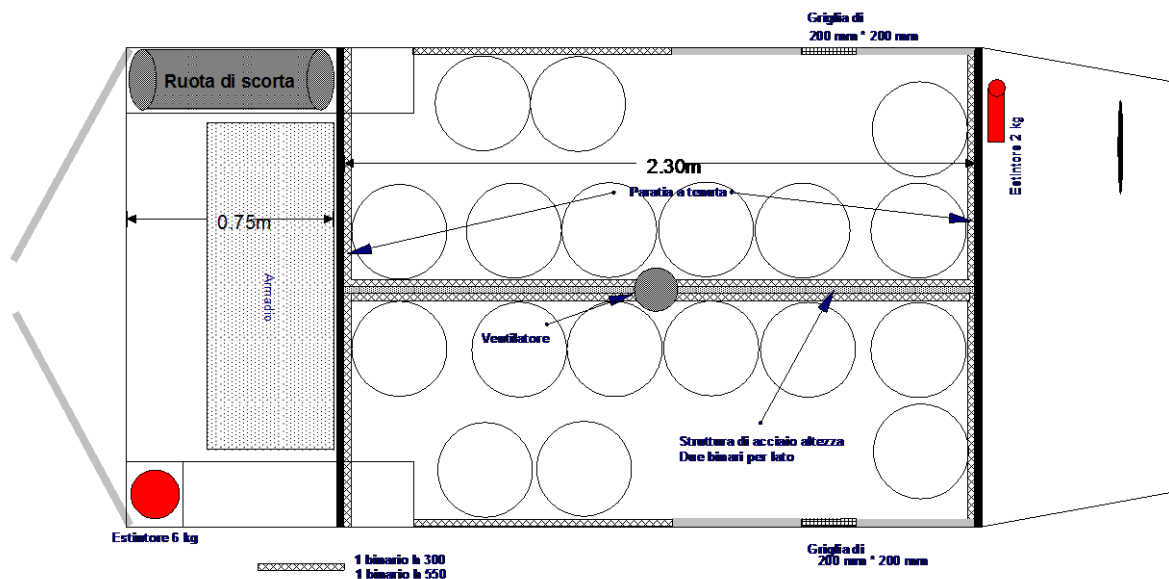 Griglia di
200 mm * 200 mm
Ruota di scorta
Estintore 2 kg
2.30m
Paratia a tenuta
0.75m
Armadio
Ventilatore
Struttura di acciaio altezza
Due binari per lato
Estintore 6 kg
Griglia di
200 mm * 200 mm
1 binario h 300
1 binario h 550